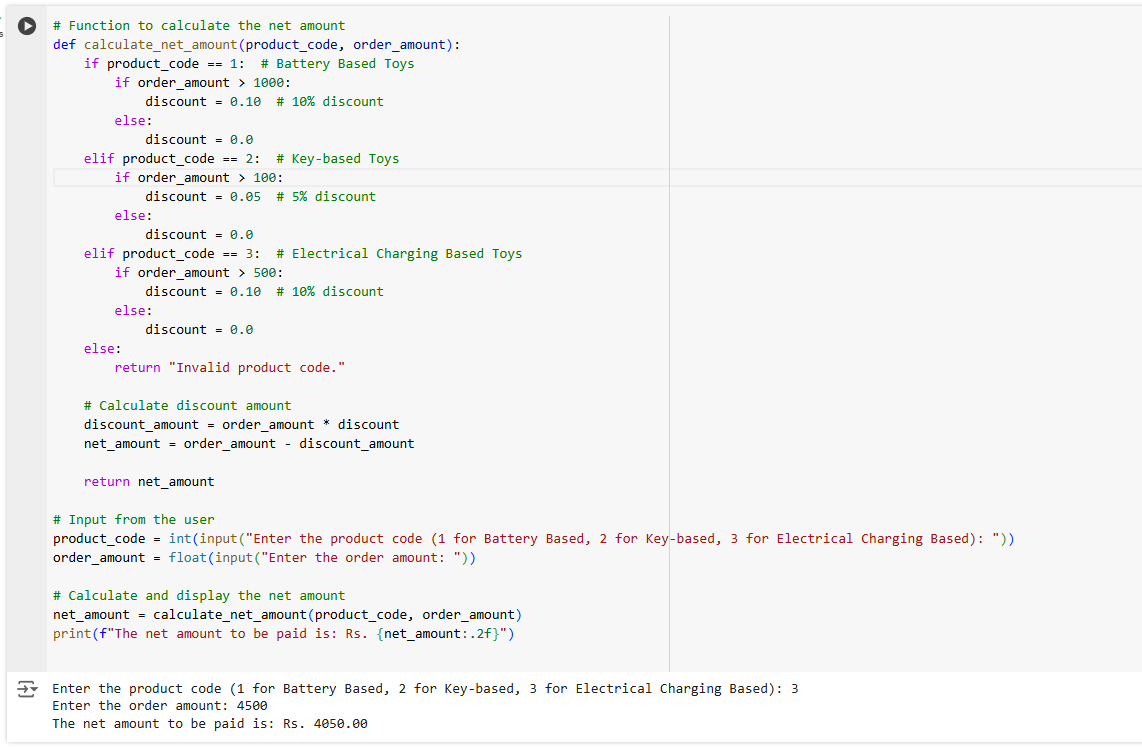 # Function to calculate the net amount
def calculate_net_amount(product_code, order_amount):
    if product_code == 1:  # Battery Based Toys
        if order_amount > 1000:
            discount = 0.10  # 10% discount
        else:
            discount = 0.0
    elif product_code == 2:  # Key-based Toys
        if order_amount > 100:
            discount = 0.05  # 5% discount
        else:
            discount = 0.0
    elif product_code == 3:  # Electrical Charging Based Toys
        if order_amount > 500:
            discount = 0.10  # 10% discount
        else:
            discount = 0.0
    else:
        return "Invalid product code."

    # Calculate discount amount
    discount_amount = order_amount * discount
    net_amount = order_amount - discount_amount

    return net_amount

# Input from the user
product_code = int(input("Enter the product code (1 for Battery Based, 2 for Key-based, 3 for Electrical Charging Based): "))
order_amount = float(input("Enter the order amount: "))

# Calculate and display the net amount
net_amount = calculate_net_amount(product_code, order_amount)
print(f"The net amount to be paid is: Rs. {net_amount:.2f}")

Enter the product code (1 for Battery Based, 2 for Key-based, 3 for Electrical Charging Based): 3
Enter the order amount: 4500
The net amount to be paid is: Rs. 4050.00